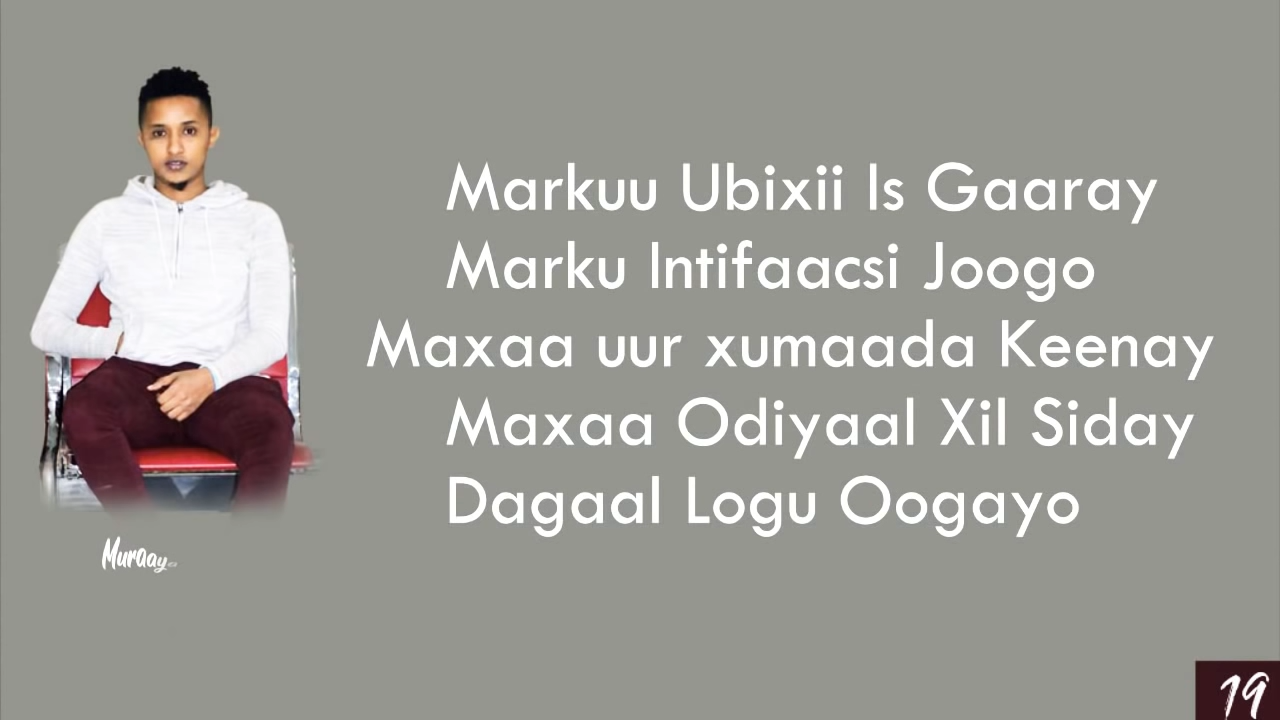 Markuu Ubixii Is Gaaray
Marku Intifaacsi Joogo
Maxaa uur xumaada Keenay
Maxaa Odiyaal Xil Siday
Dagaal Logu Oogayo
Muraay
19